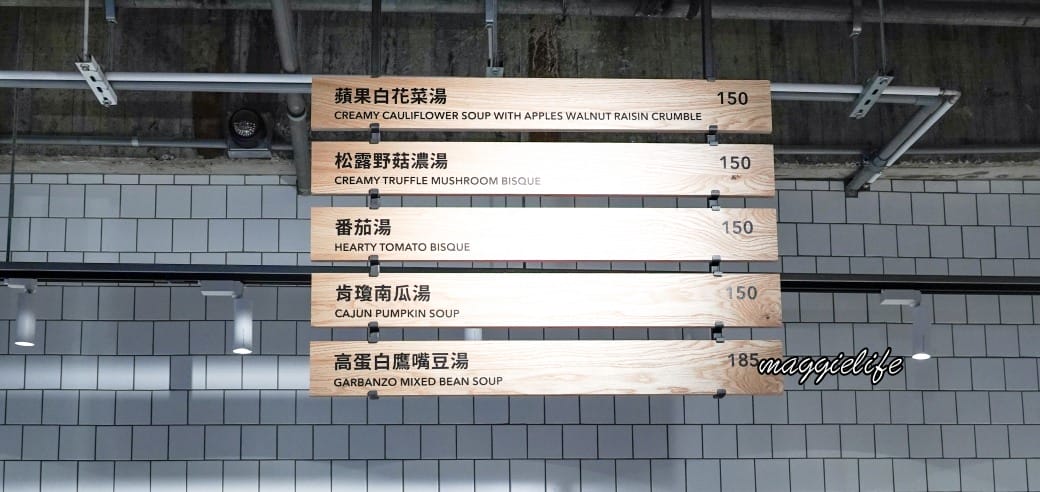 蘋果白花菜湯 150
CREAMY CAULIFLOWER SOUP WITH APPLES WALNUT RAISIN CRUMBLE
松露野菇濃湯 150
CREAMY TRUFFLE MUSHROOM BISQUE
番茄湯 150
HEARTY TOMATO BISQUE
肯瓊南瓜湯 150
CAJUN PUMPKIN SOUP
高蛋白鷹嘴豆湯 185
GARBANZO MIXED BEAN SOUP
maggielife